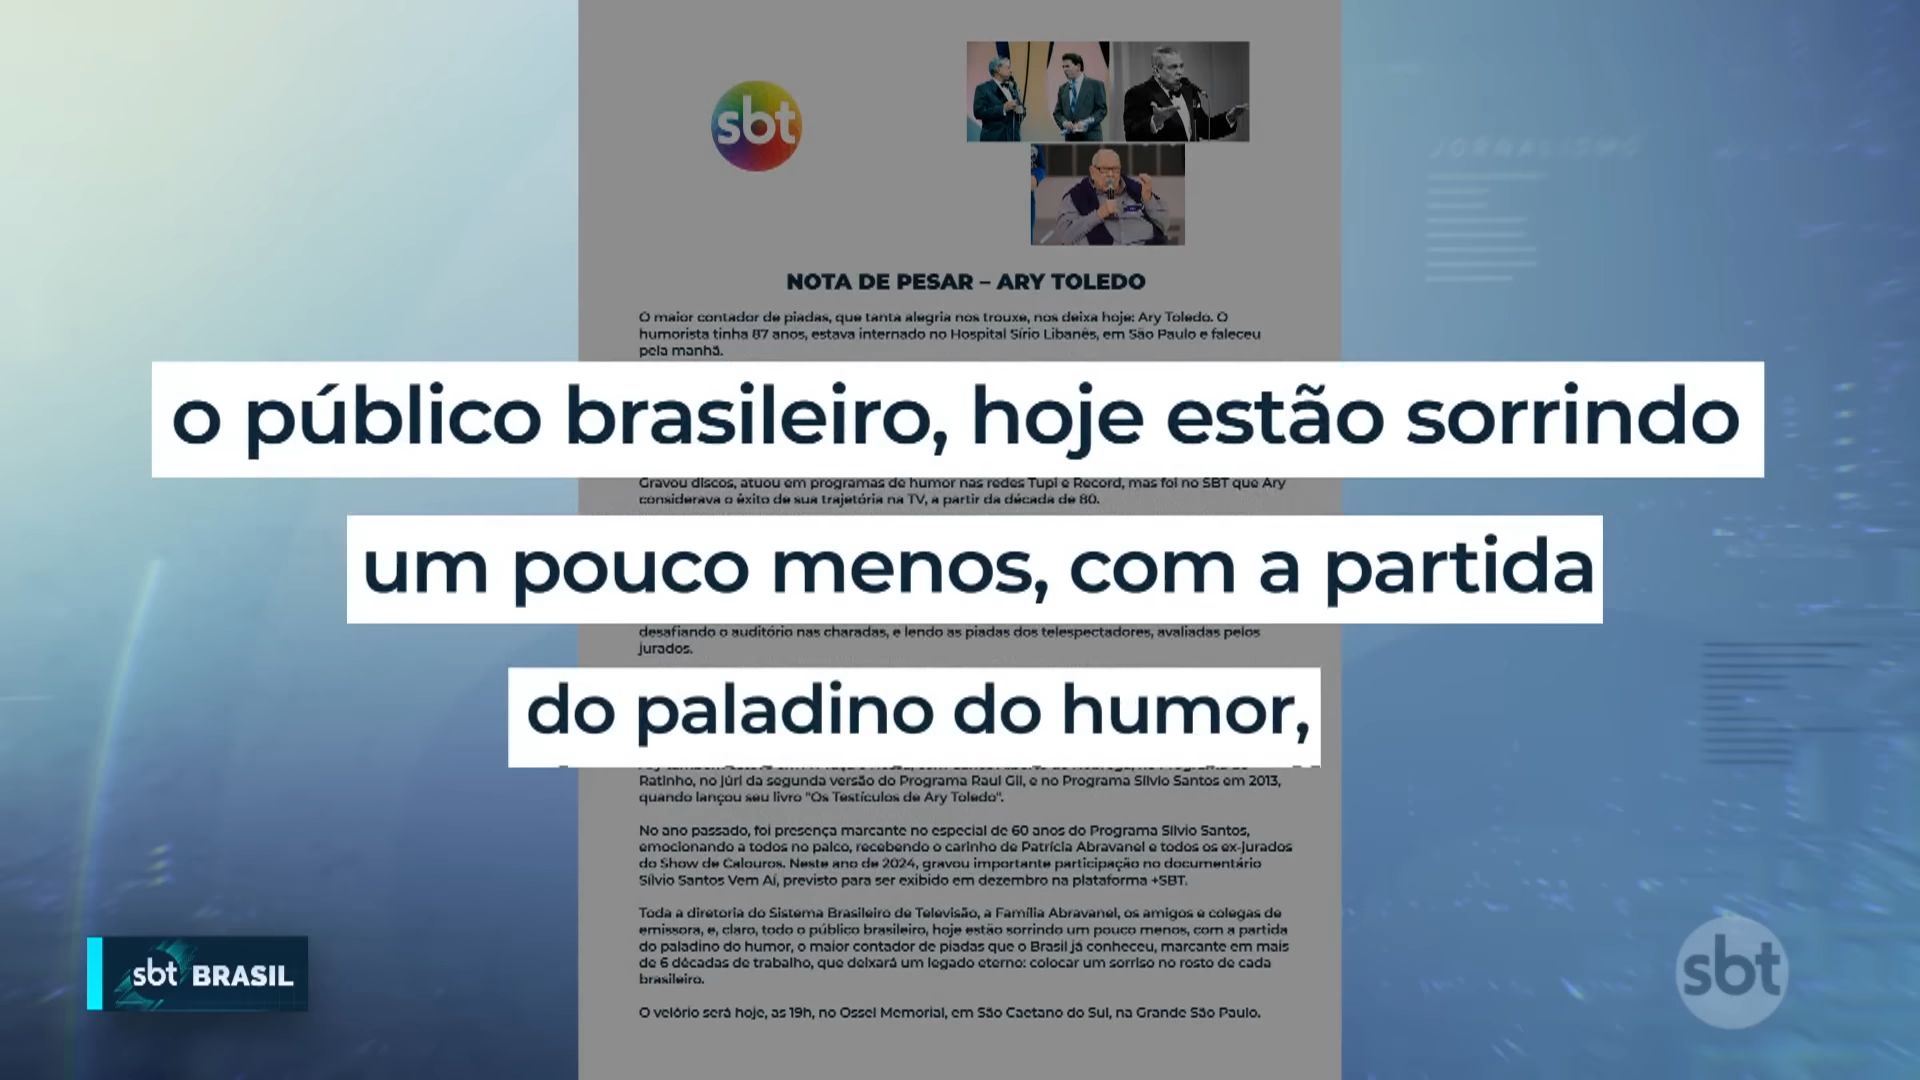 JORNALISMO
sbt
NOTA DE PESAR – ARY TOLEDO
O maior contador de piadas, que tanta alegria nos trouxe, nos deixa hoje: Ary Toledo. O
humorista tinha 87 anos, estava internado no Hospital Sírio Libanês, em São Paulo e faleceu
pela manhã.
o público brasileiro, hoje estão sorrindo
Gravou discos, atuou em programas de humor nas redes Tupi e Record, mas foi no SBT que Ary
considerava o êxito de sua trajetória na TV, a partir da década de 80.
um pouco menos, com a partida
desafiando o auditório nas charadas, e lendo as piadas dos telespectadores, avaliadas pelos
jurados.
do paladino do humor,
Ratinho, no júri da segunda versão do Programa Raul Gil, e no Programa Silvio Santos em 2013,
quando lançou seu livro "Os Testículos de Ary Toledo".
No ano passado, foi presença marcante no especial de 60 anos do Programa Silvio Santos,
emocionando a todos no palco, recebendo o carinho de Patrícia Abravanel e todos os ex-jurados
do Show de Calouros. Neste ano de 2024, gravou importante participação no documentário
Sílvio Santos Vem Aí, previsto para ser exibido em dezembro na plataforma +SBT.
Toda a diretoria do Sistema Brasileiro de Televisão, a Família Abravanel, os amigos e colegas de
emissora, e, claro, todo o público brasileiro, hoje estão sorrindo um pouco menos, com a partida
do paladino do humor, o maior contador de piadas que o Brasil já conheceu, marcante em mais
de 6 décadas de trabalho, que deixará um legado eterno: colocar um sorriso no rosto de cada
brasileiro.
O velório será hoje, as 19h, no Ossel Memorial, em São Caetano do Sul, na Grande São Paulo.
sbt BRASIL
sbt